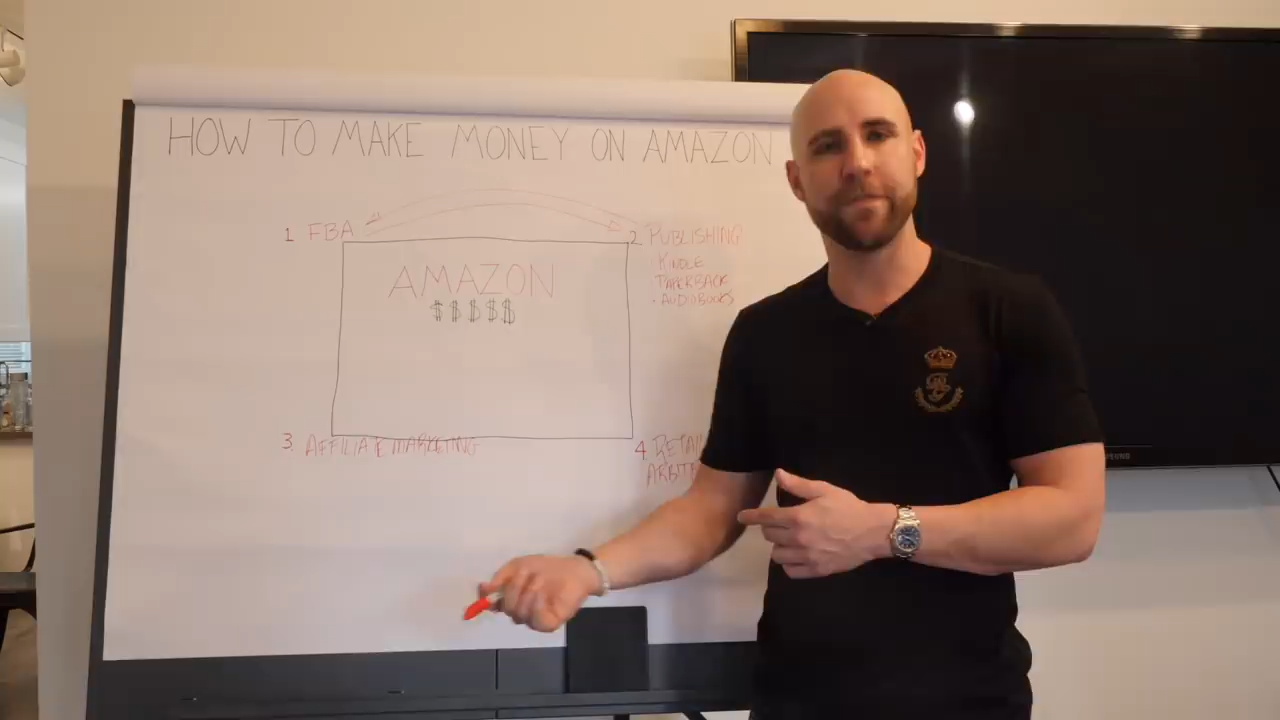 HOW TO MAKE MONEY ON AMAZON
1 FBA
2 PUBLISHING
· KINDLE
PAPERBACK
· AUDIOBOOKS
AMAZON
$$$$$
3 AFFILIATE MARKETING
4 RETAIL